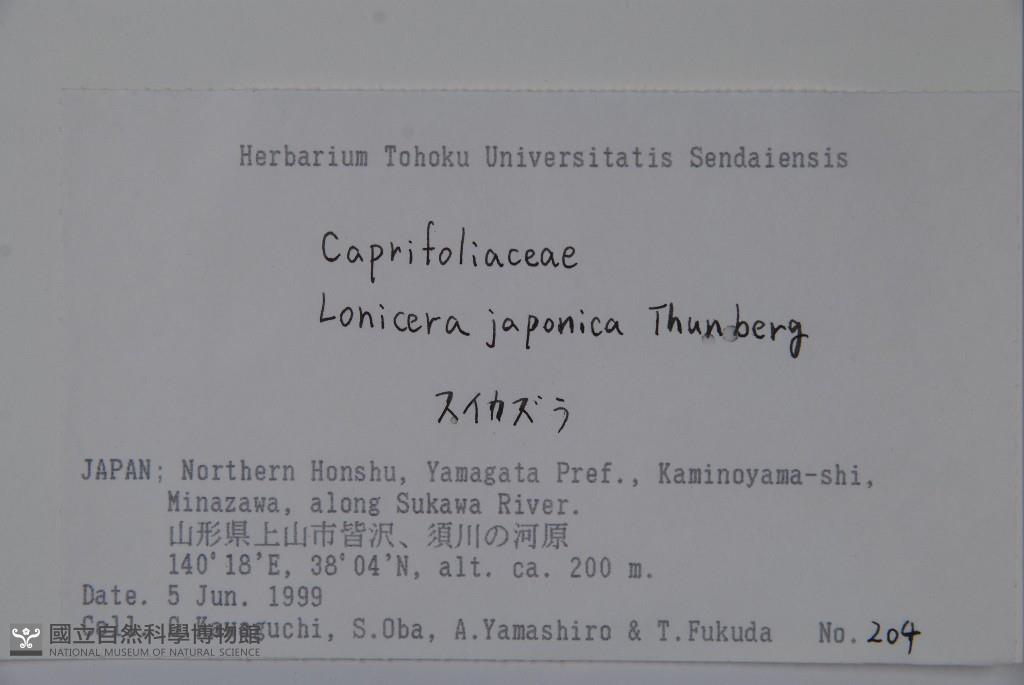 Herbarium Tohoku Universitatis Sendaiensis
Caprifoliaceae
Lonicera japonica Thunberg
スイカズラ
JAPAN; Northern Honshu, Yamagata Pref., Kaminoyama-shi,
Minazawa, along Sukawa River.
山形県上山市皆沢、須川の河原
140°18'E, 38°04'N, alt. ca. 200 m.
Date. 5 Jun. 1999
Coll. Kawaguchi, S.Oba, A.Yamashiro & T.Fukuda No. 204
國立自然科學博物館
NATIONAL MUSEUM OF NATURAL SCIENCE